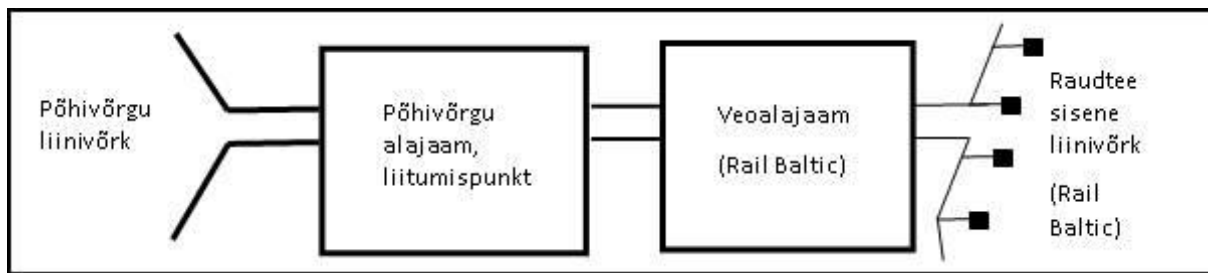 Põhivõrgu
liinivõrk
Põhivõrgu
alajaam,
liitumispunkt
Veoalajaam
(Rail Baltic)
Raudtee
sisene
liinivõrk
(Rail
Baltic)